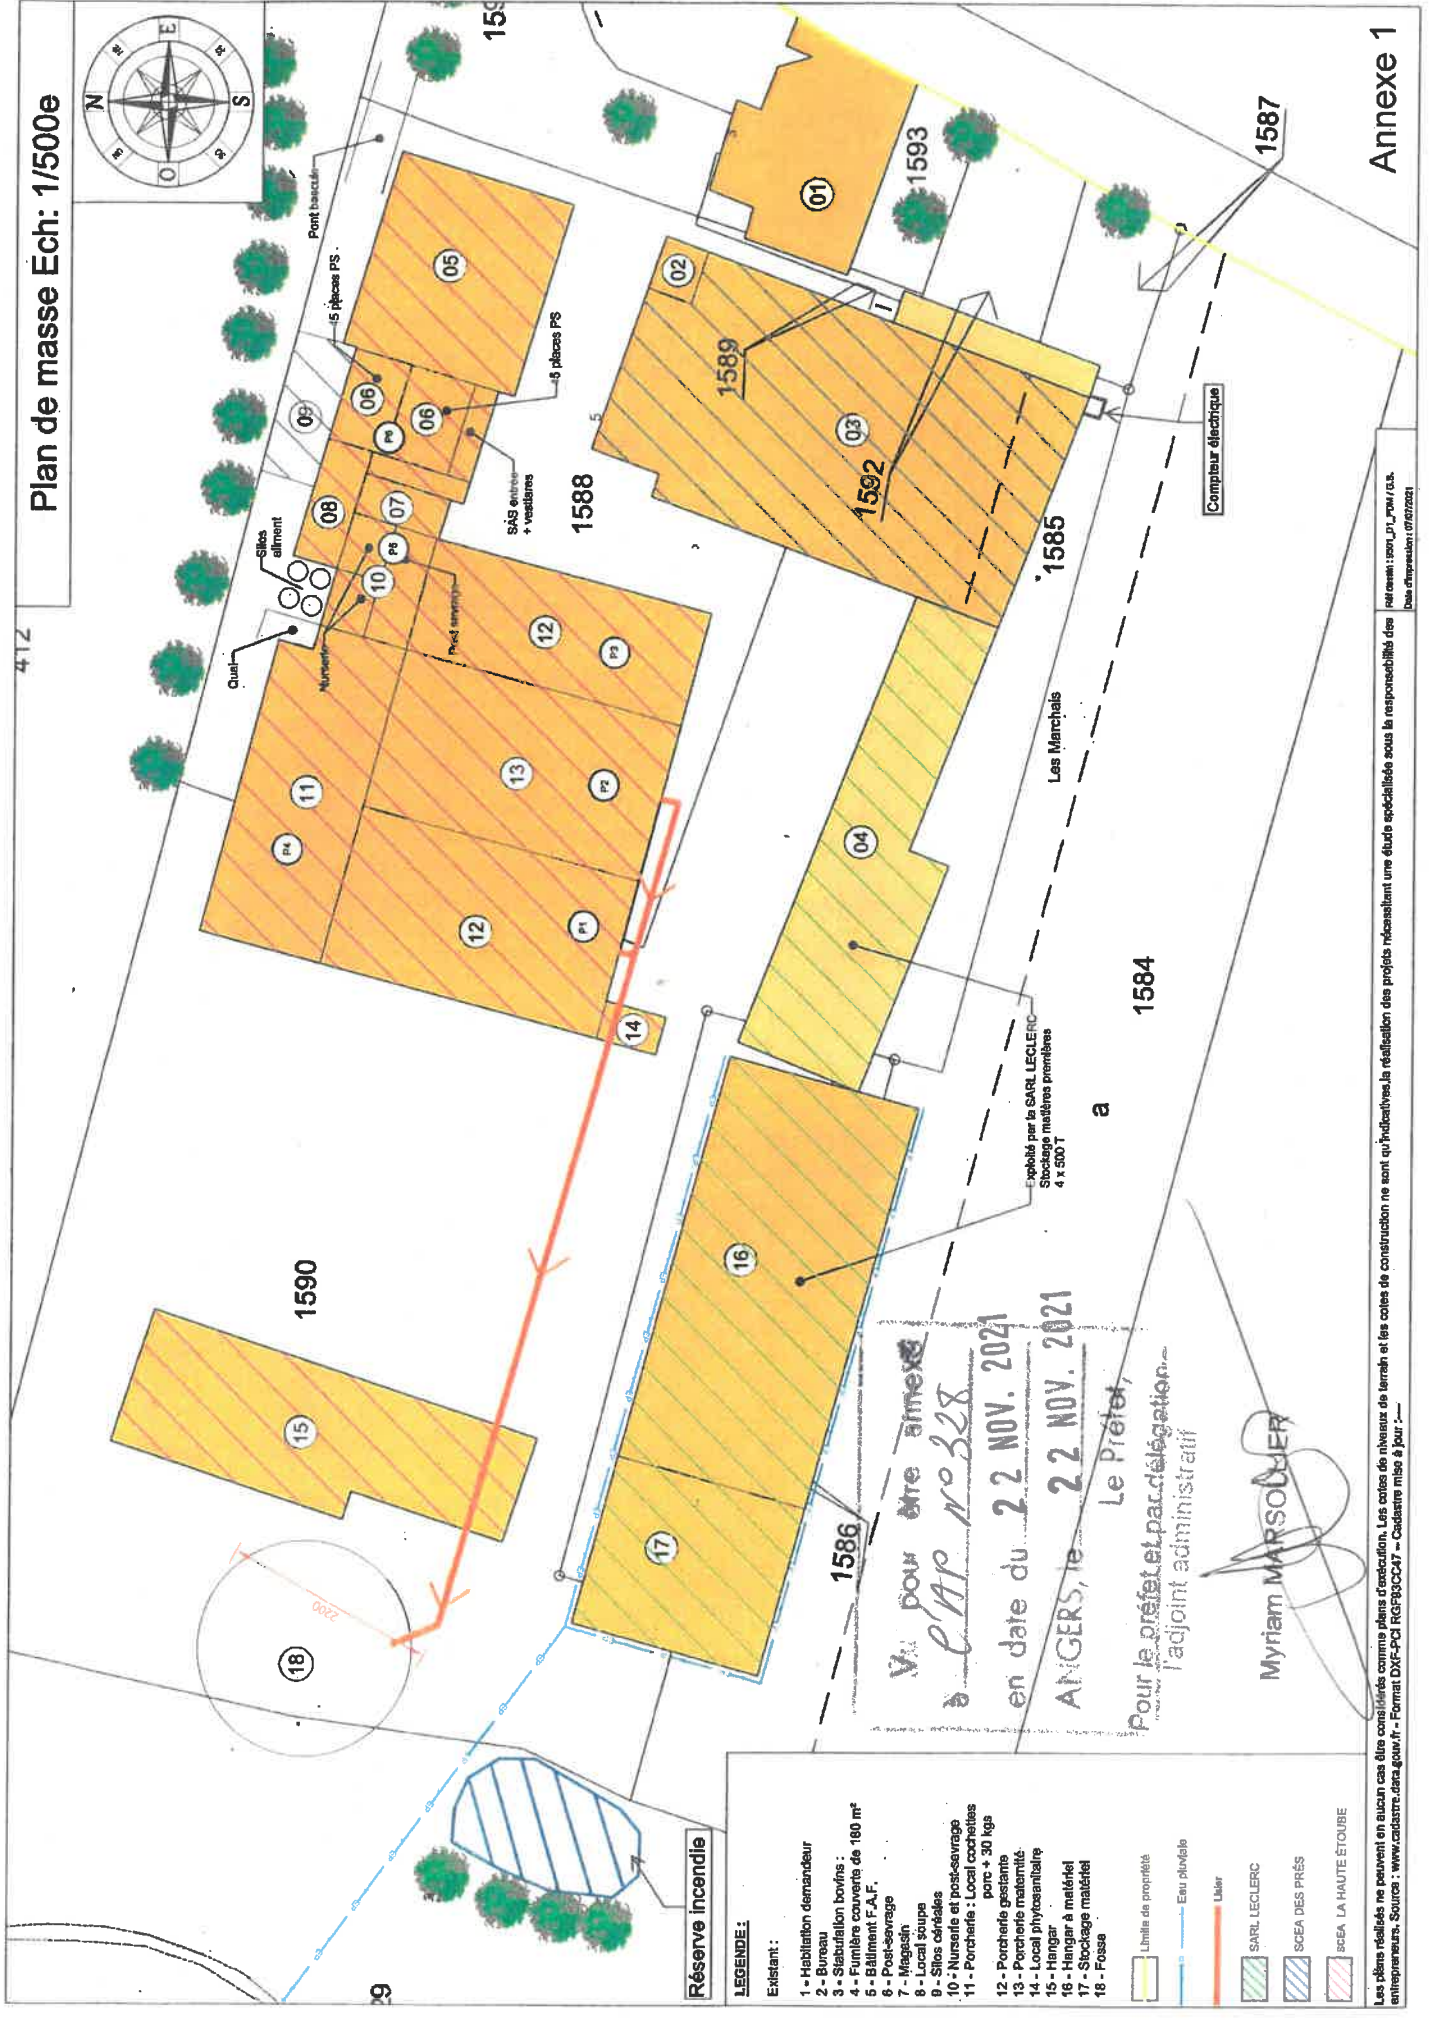 Plan de masse Ech: 1/500e
N
E
S
O
412
159
Pont bascule
45 places PS
45 places PS
SAS entrée
+ vestiaires
Silos
aliment
Quai
Nurserie
Post sevrage
05
06
06
P6
09
08
07
P5
10
11
P4
12
P3
13
P2
12
P1
14
15
2200
18
1590
1588
5
02
01
1593
1589
03
1592
1585
1587
Compteur électrique
Les Marchais
04
1584
a
Exploité par la SARL LECLERC
Stockage matières premières
4 x 500 T
16
17
1586
Vu pour être annexé
à l'AP n° 328
en date du 22 NOV. 2021
ANGERS, le 22 NOV. 2021
Le Préfet,
Pour le préfet et par délégation
l'adjoint administratif
Myriam MARSOLIER
Réserve incendie
29
LEGENDE :
Existant :
1 - Habitation demandeur
2 - Bureau
3 - Stabulation bovins :
4 - Fumière couverte de 180 m²
5 - Bâtiment F.A.F.
6 - Post-sevrage
7 - Magasin
8 - Local soupe
9 - Silos céréales
10 - Nurserie et post-sevrage
11 - Porcherie : Local cochettes
porc + 30 kgs
12 - Porcherie gestante
13 - Porcherie maternité
14 - Local phytosanitaire
15 - Hangar
16 - Hangar à matériel
17 - Stockage matériel
18 - Fosse
Limite de propriété
Eau pluviale
Lisier
SARL LECLERC
SCEA DES PRÉS
SCEA LA HAUTE ÉTOUBE
Les plans réalisés ne peuvent en aucun cas être considérés comme plans d'exécution. Les cotes de niveaux de terrain et les cotes de construction ne sont qu'indicatives,la réalisation des projets nécessitant une étude spécialisée sous la responsabilité des
entrepreneurs. Source : www.cadastre.data.gouv.fr - Format DXF-PCI RGF93CC47 - Cadastre mise à jour :
Date d'impression : 07/07/2021
Annexe 1